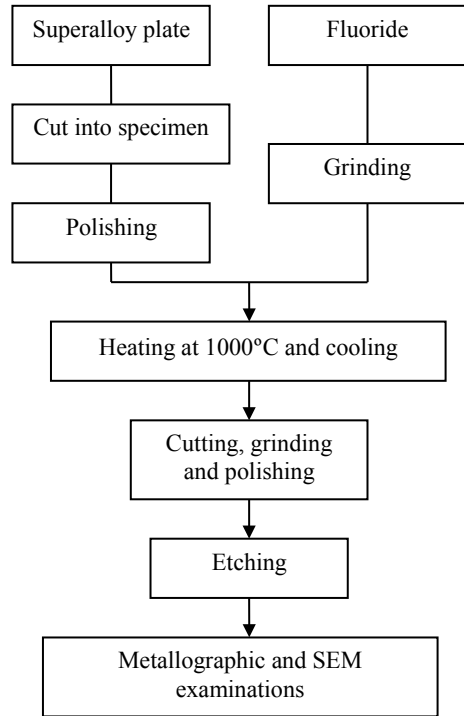 Superalloy plate
Fluoride
Cut into specimen
Grinding
Polishing
Heating at 1000°C and cooling
Cutting, grinding
and polishing
Etching
Metallographic and SEM
examinations